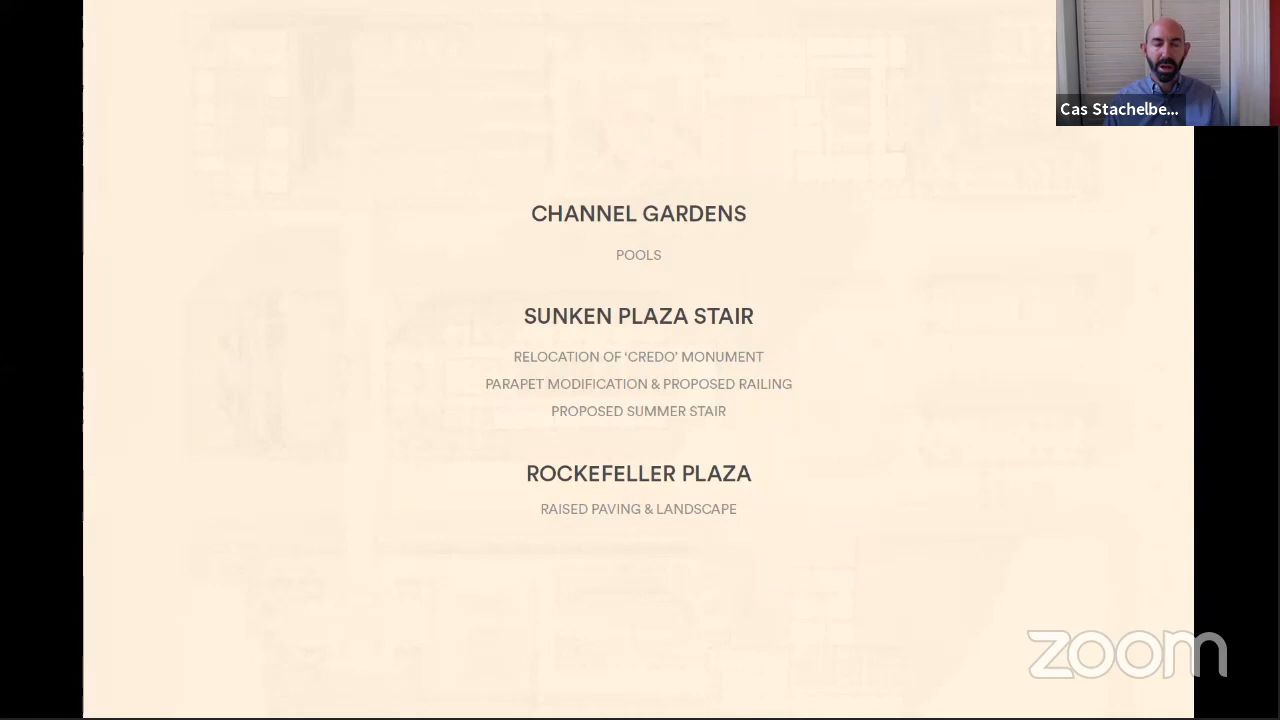 Cas Stachelbe...
CHANNEL GARDENS
POOLS
SUNKEN PLAZA STAIR
RELOCATION OF ‘CREDO’ MONUMENT
PARAPET MODIFICATION & PROPOSED RAILING
PROPOSED SUMMER STAIR
ROCKEFELLER PLAZA
RAISED PAVING & LANDSCAPE
zoom